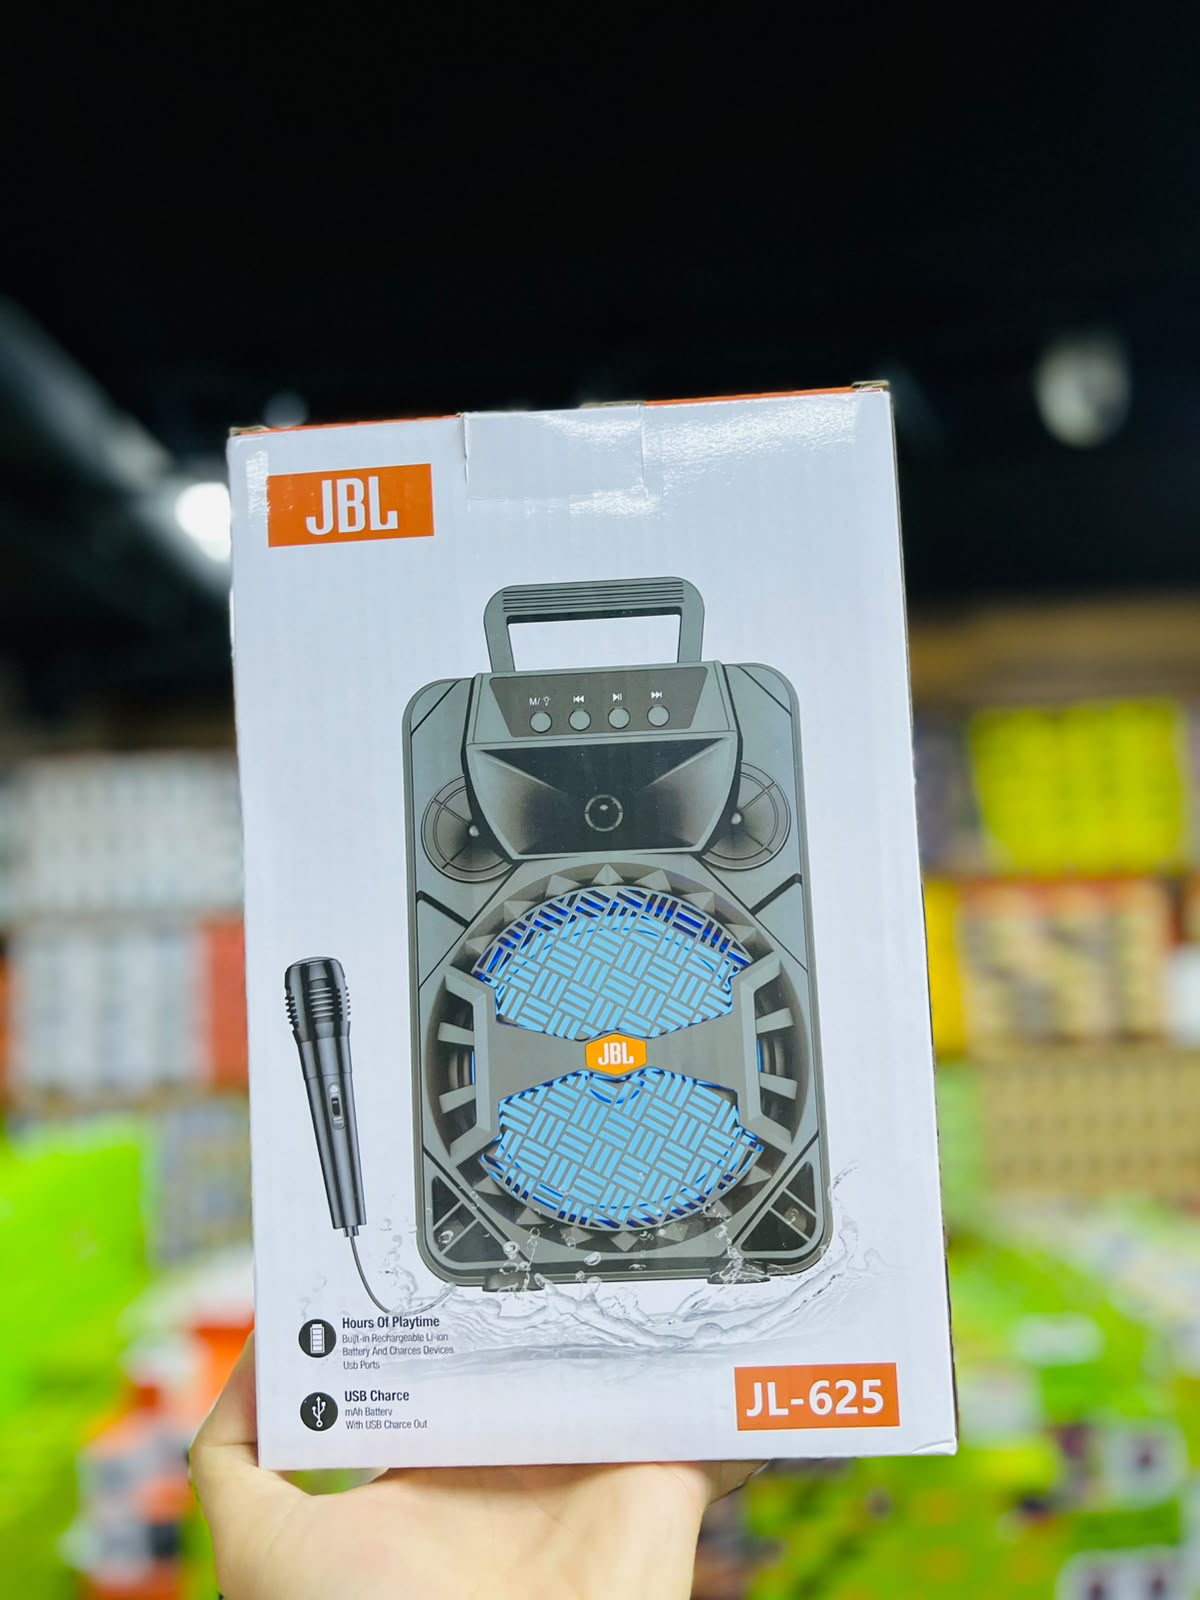 JBL
M/
JBL
Hours Of Playtime
Built-in Rechargeable Li-ion
Battery And Charces Devices
Usb Ports
USB Charce
mAh Battery
With USB Charce Out
JL-625